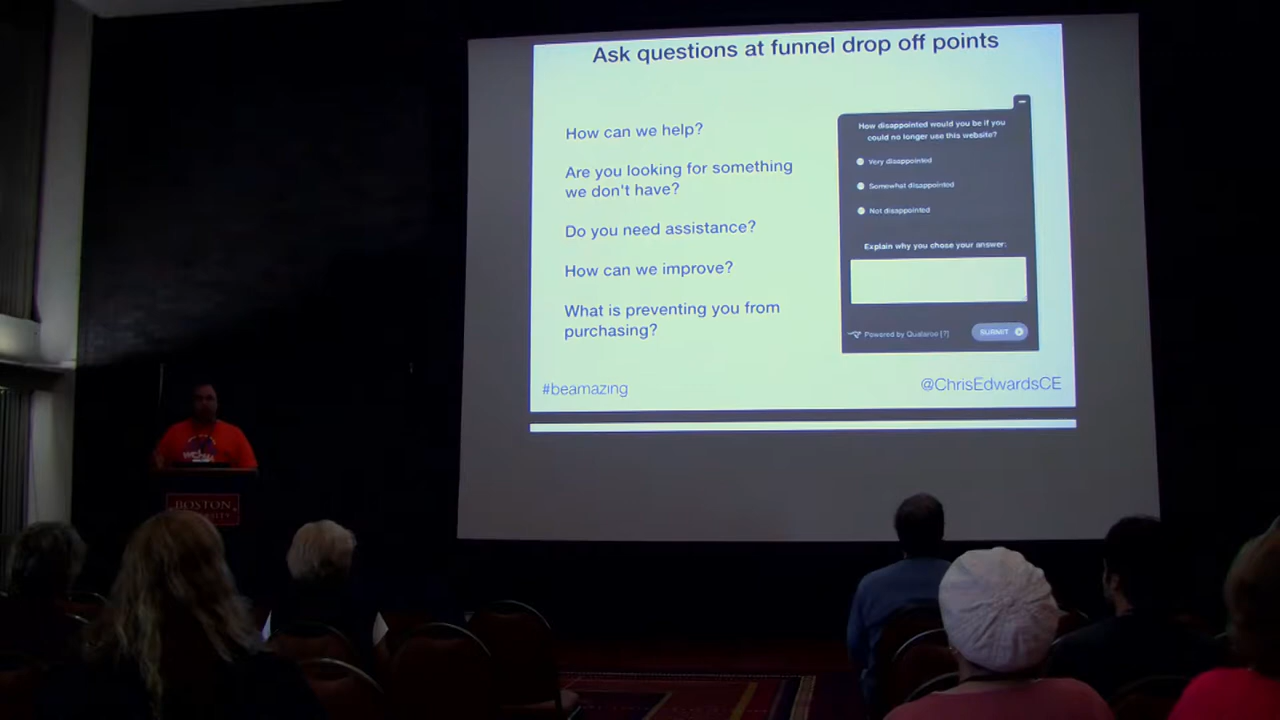 Ask questions at funnel drop off points
How can we help?
Are you looking for something
we don't have?
Do you need assistance?
How can we improve?
What is preventing you from
purchasing?
How disappointed would you be if you
could no longer use this website?
Very disappointed
Somewhat disappointed
Not disappointed
Explain why you chose your answer:
Powered by Qualaroo [?]
SUBMIT
#beamazing
@ChrisEdwardsCE
BOSTON